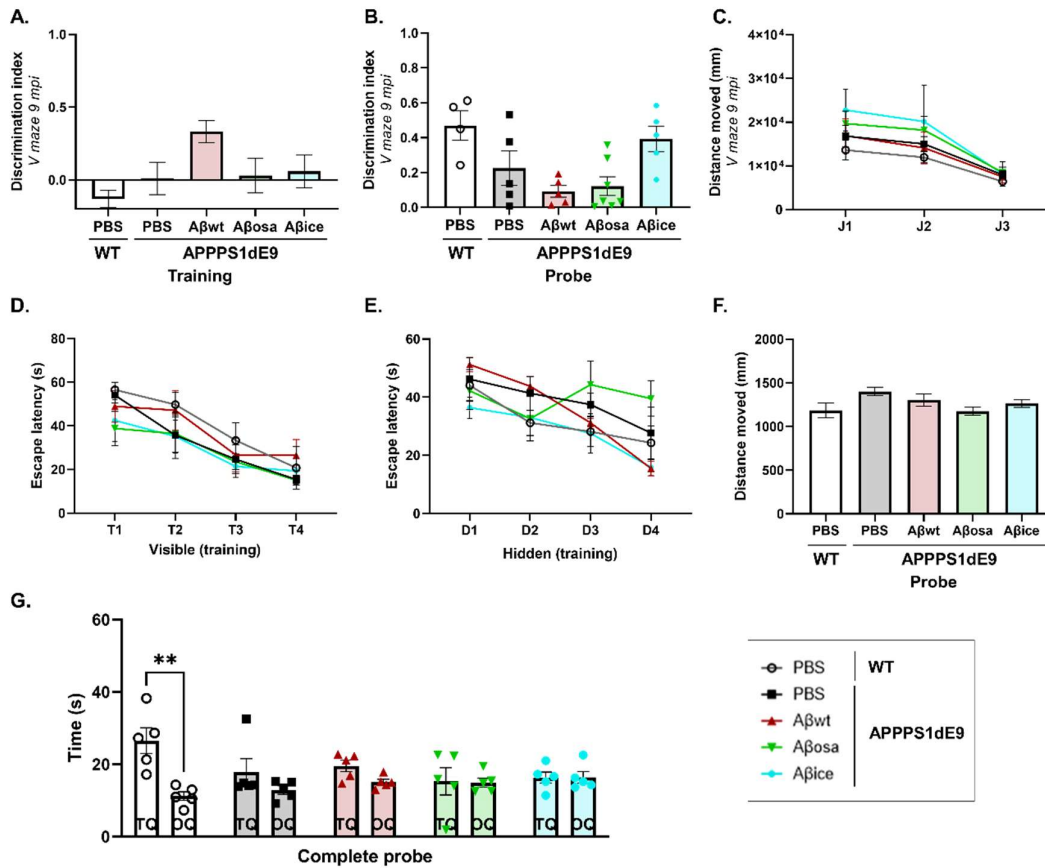 A.
Discrimination index
V maze 9 mpi
1.0
0.5
0.0
PBS PBS Aβwt Aβosa Aβice
WT APPPS1dE9
Training
B.
Discrimination index
V maze 9 mpi
1.0
0.8
0.6
0.4
0.2
0.0
PBS PBS Aβwt Aβosa Aβice
WT APPPS1dE9
Probe
C.
Distance moved (mm)
V maze 9 mpi
4×10⁴
3×10⁴
2×10⁴
1×10⁴
0
J1 J2 J3
D.
Escape latency (s)
80
60
40
20
0
T1 T2 T3 T4
Visible (training)
E.
Escape latency (s)
60
40
20
0
D1 D2 D3 D4
Hidden (training)
F.
Distance moved (mm)
2000
1500
1000
500
0
PBS PBS Aβwt Aβosa Aβice
WT APPPS1dE9
Probe
G.
Time (s)
60
40
20
0
**
TQ OQ TQ OQ TQ OQ TQ OQ TQ OQ
Complete probe
PBS WT
PBS
Aβwt
Aβosa
Aβice
APPPS1dE9